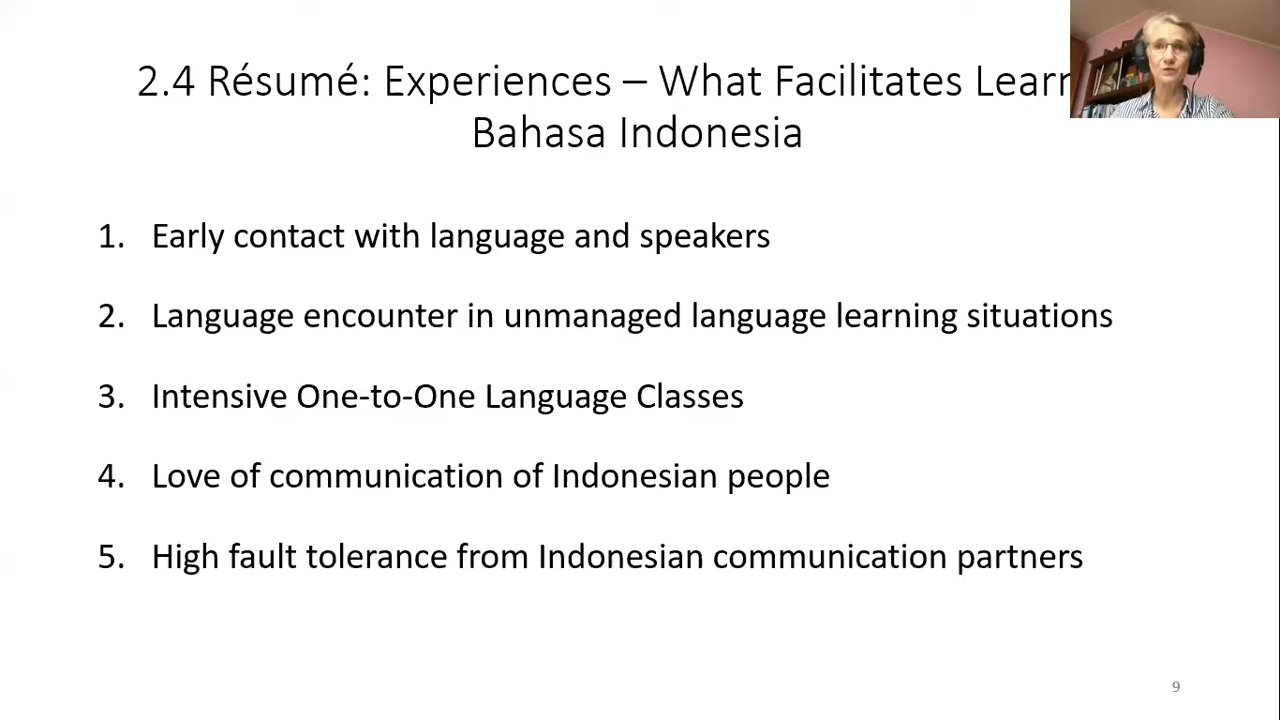 2.4 Résumé: Experiences – What Facilitates Learn
Bahasa Indonesia
1. Early contact with language and speakers
2. Language encounter in unmanaged language learning situations
3. Intensive One-to-One Language Classes
4. Love of communication of Indonesian people
5. High fault tolerance from Indonesian communication partners
9